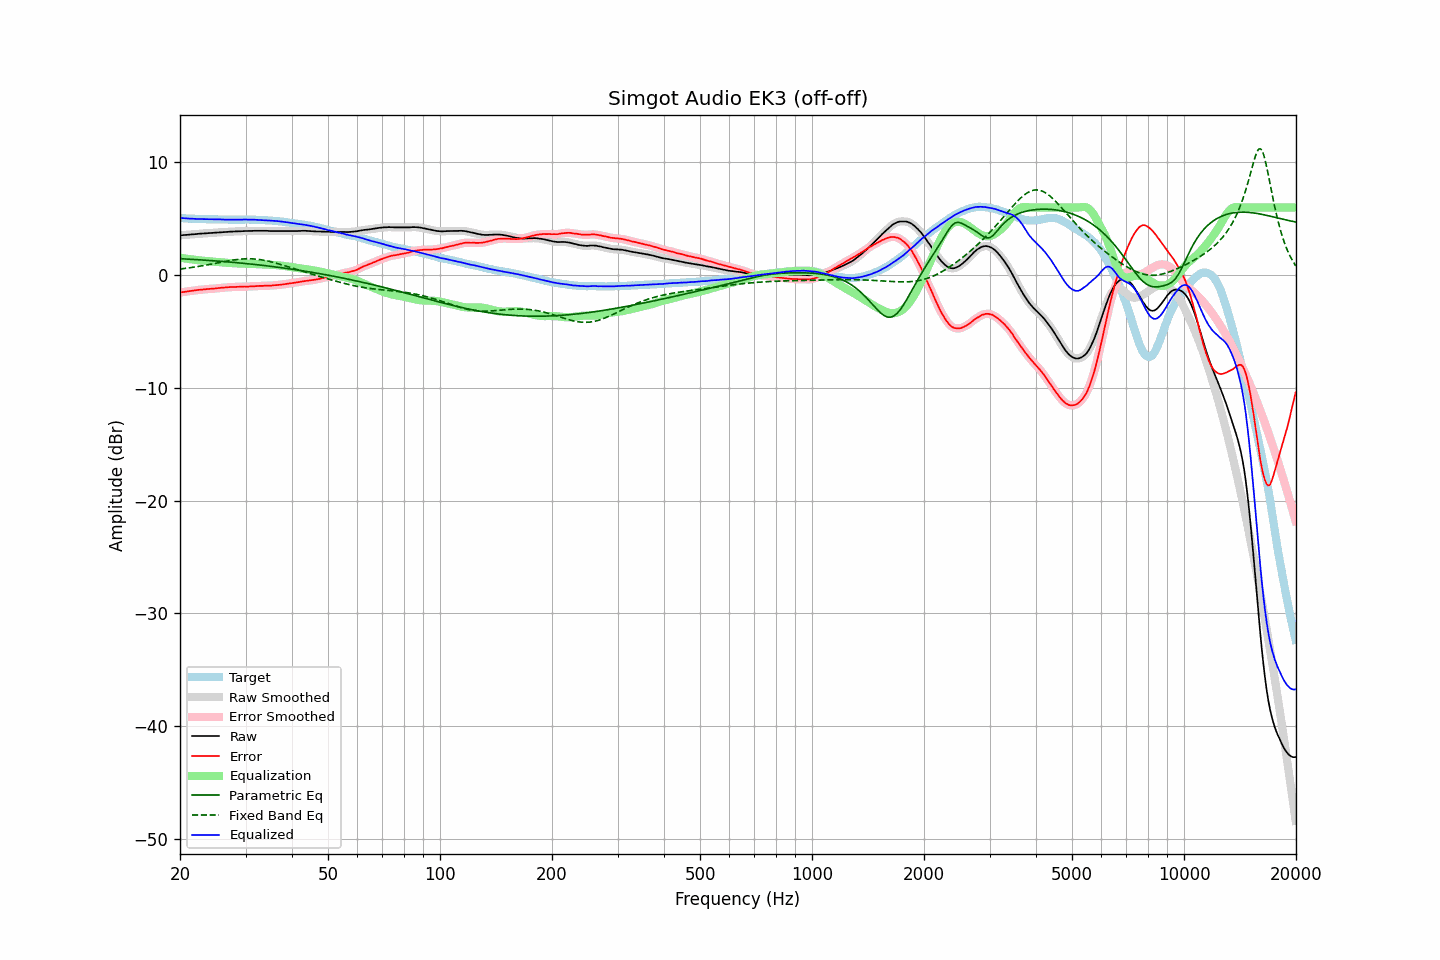 Simgot Audio EK3 (off-off)
Amplitude (dBr)
10
0
−10
−20
−30
−40
−50
Target
Raw Smoothed
Error Smoothed
Raw
Error
Equalization
Parametric Eq
Fixed Band Eq
Equalized
20 50 100 200 500 1000 2000 5000 10000 20000
Frequency (Hz)